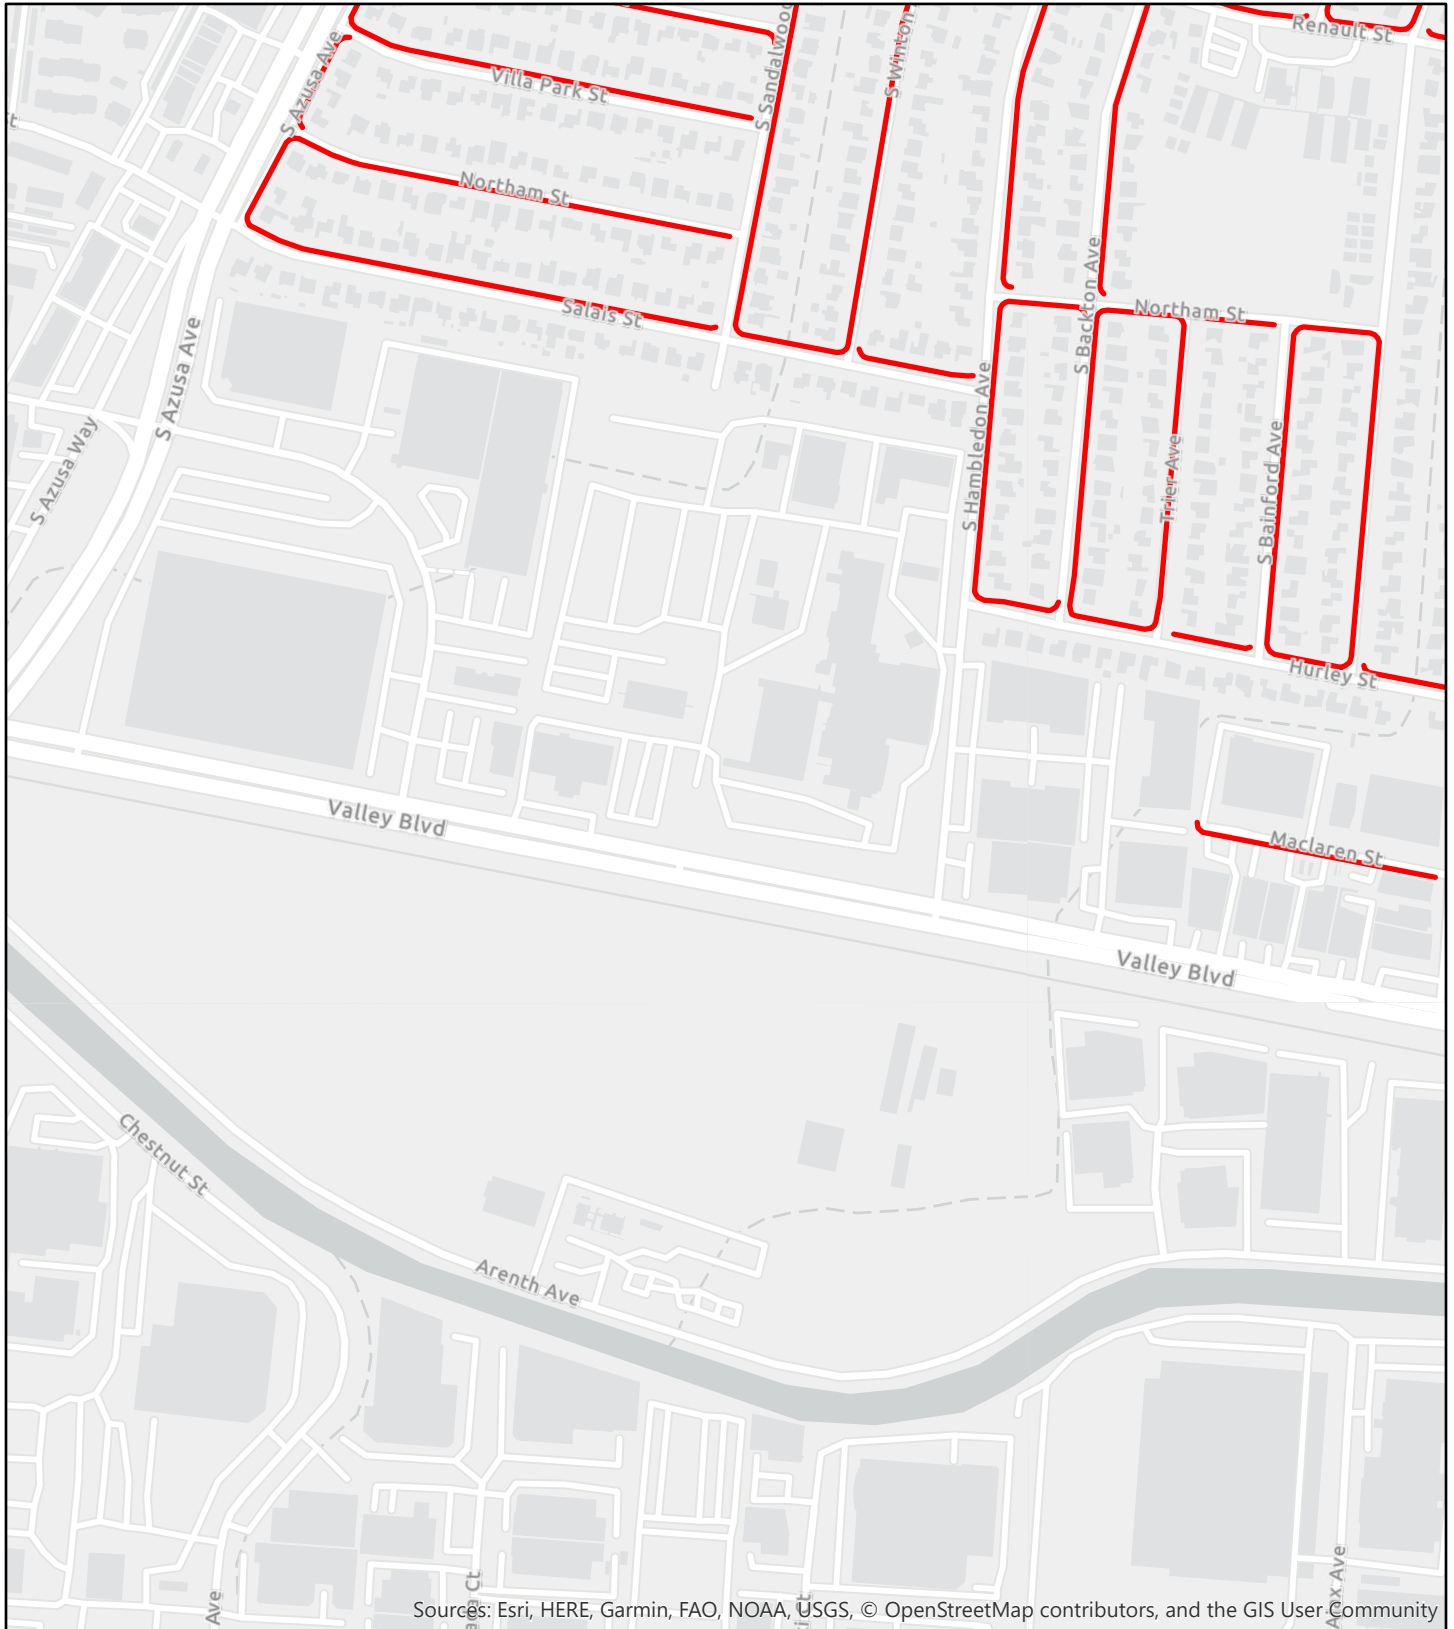 Renault St
S Azusa Ave
Villa Park St
S Sandalwood
S Winton
Northam St
Salais St
S Backton Ave
Northam St
S Azusa Ave
S Azusa Way
S Hambledon Ave
Trier Ave
S Bainford Ave
Hurley St
Valley Blvd
Maclaren St
Valley Blvd
Chestnut St
Arenth Ave
Ave
Ct
Ct
Ajax Ave
Sources: Esri, HERE, Garmin, FAO, NOAA, USGS, © OpenStreetMap contributors, and the GIS User Community